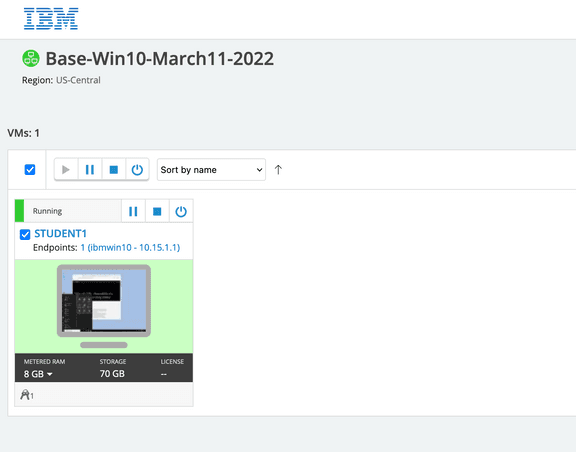 IBM
Base-Win10-March11-2022
Region: US-Central
VMs: 1
Sort by name
Running
STUDENT1
Endpoints: 1 (ibmwin10 - 10.15.1.1)
METERED RAM STORAGE LICENSE
8 GB 70 GB --
1